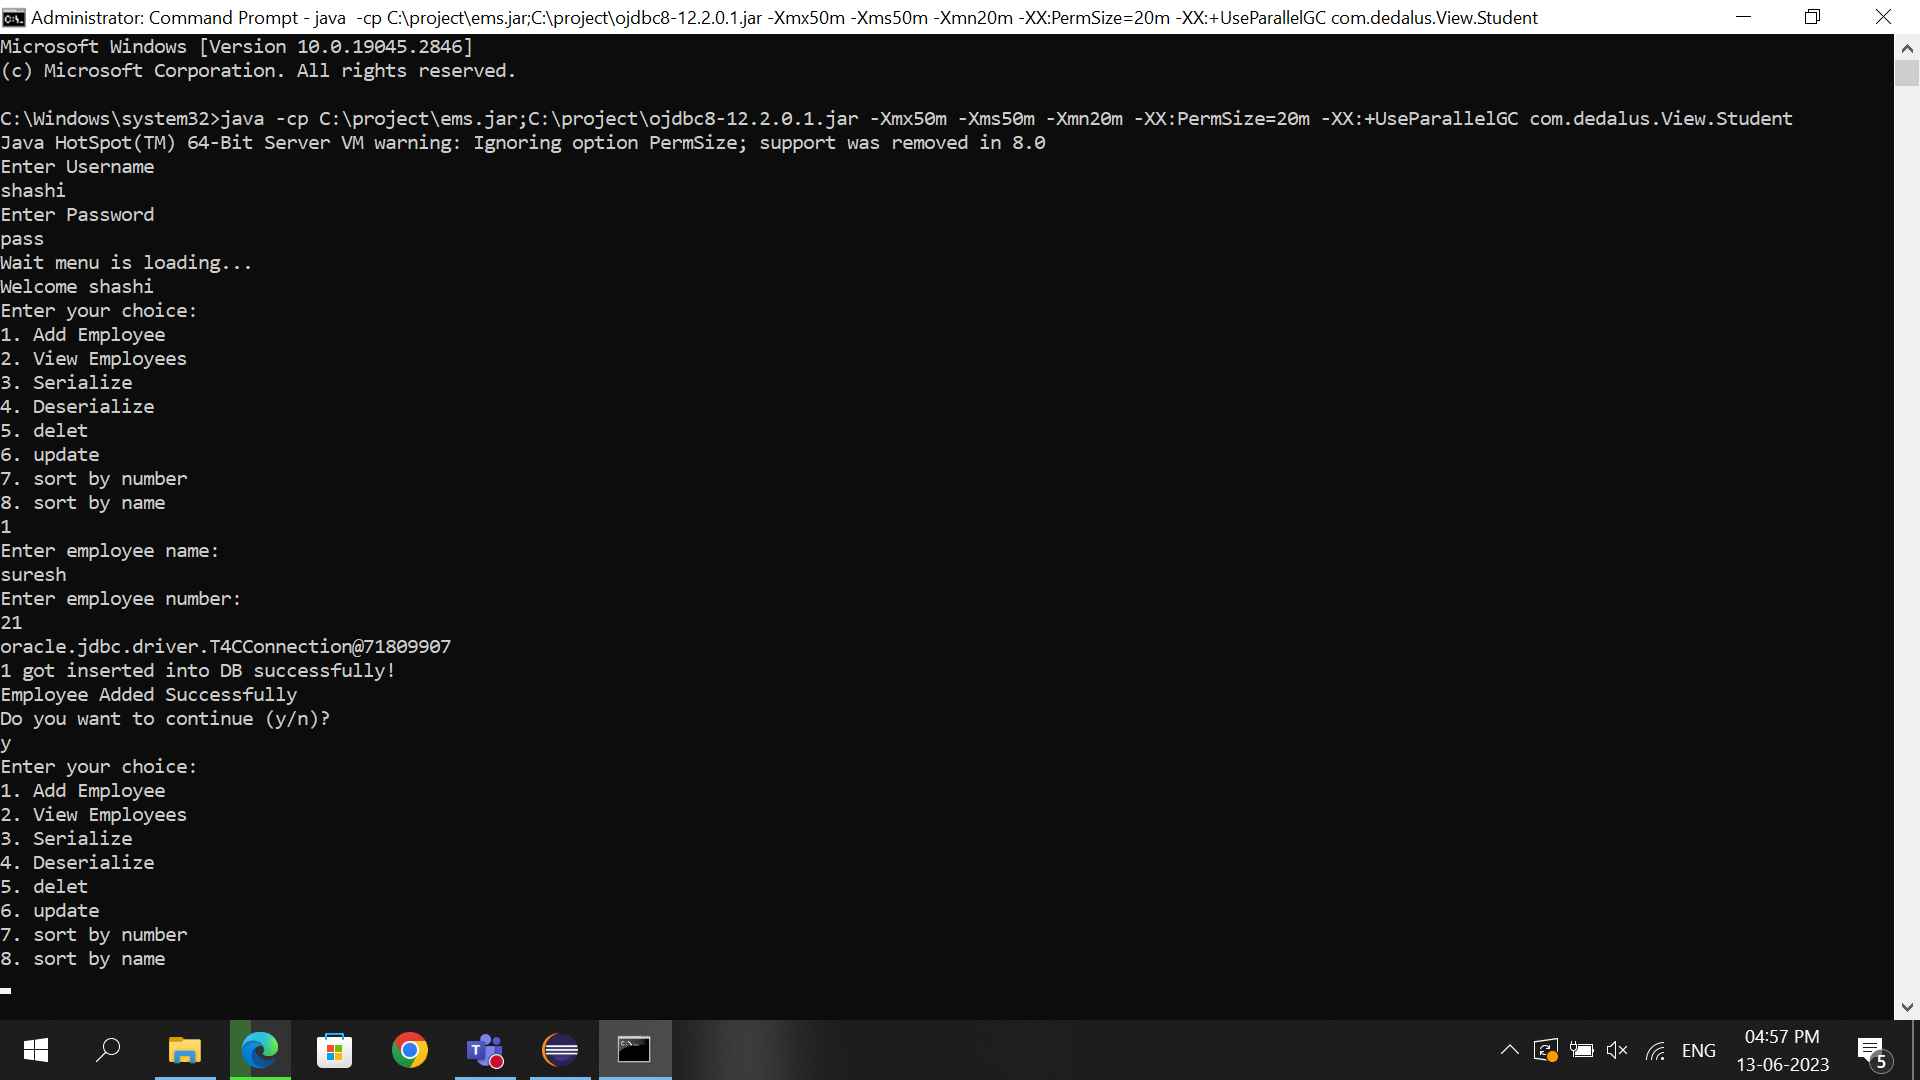 Administrator: Command Prompt - java  -cp C:\project\ems.jar;C:\project\ojdbc8-12.2.0.1.jar -Xmx50m -Xms50m -Xmn20m -XX:PermSize=20m -XX:+UseParallelGC com.dedalus.View.Student
Microsoft Windows [Version 10.0.19045.2846]
(c) Microsoft Corporation. All rights reserved.
C:\Windows\system32>java -cp C:\project\ems.jar;C:\project\ojdbc8-12.2.0.1.jar -Xmx50m -Xms50m -Xmn20m -XX:PermSize=20m -XX:+UseParallelGC com.dedalus.View.Student
Java HotSpot(TM) 64-Bit Server VM warning: Ignoring option PermSize; support was removed in 8.0
Enter Username
shashi
Enter Password
pass
Wait menu is loading...
Welcome shashi
Enter your choice:
1. Add Employee
2. View Employees
3. Serialize
4. Deserialize
5. delet
6. update
7. sort by number
8. sort by name
1
Enter employee name:
suresh
Enter employee number:
21
oracle.jdbc.driver.T4CConnection@71809907
1 got inserted into DB successfully!
Employee Added Successfully
Do you want to continue (y/n)?
y
Enter your choice:
1. Add Employee
2. View Employees
3. Serialize
4. Deserialize
5. delet
6. update
7. sort by number
8. sort by name
ENG
04:57 PM
13-06-2023
5